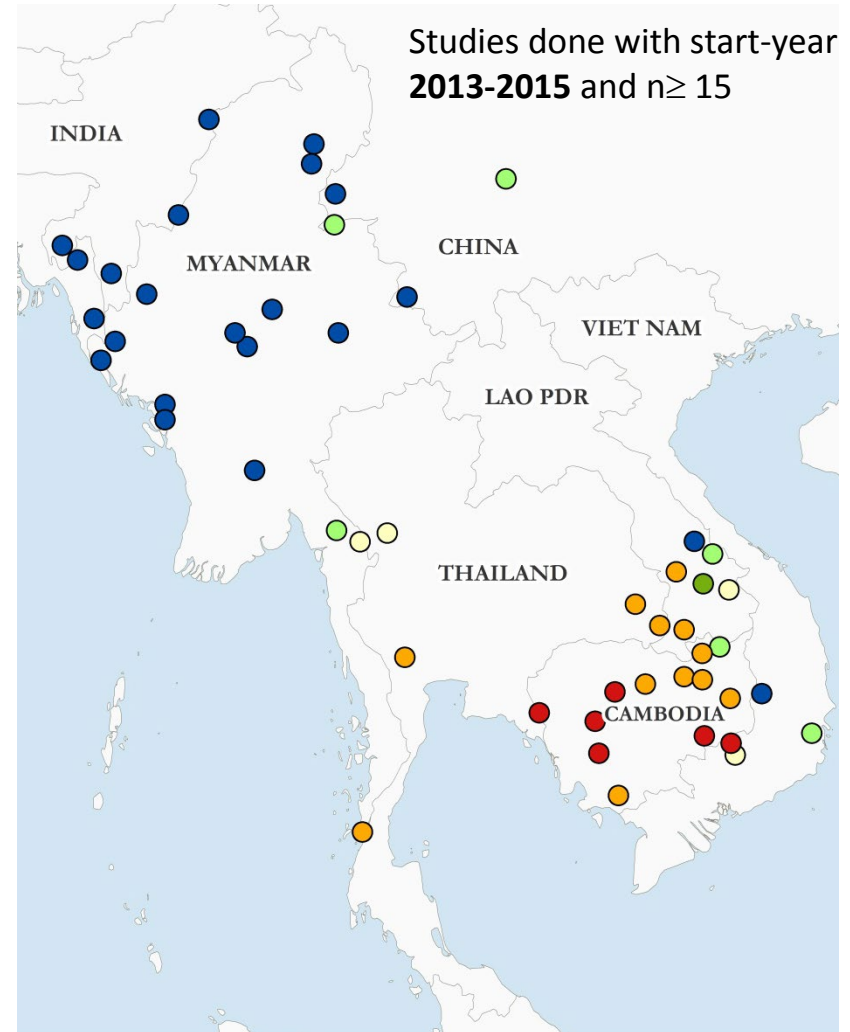 Studies done with start-year
2013-2015 and n≥ 15
INDIA
CHINA
MYANMAR
VIET NAM
LAO PDR
THAILAND
CAMBODIA